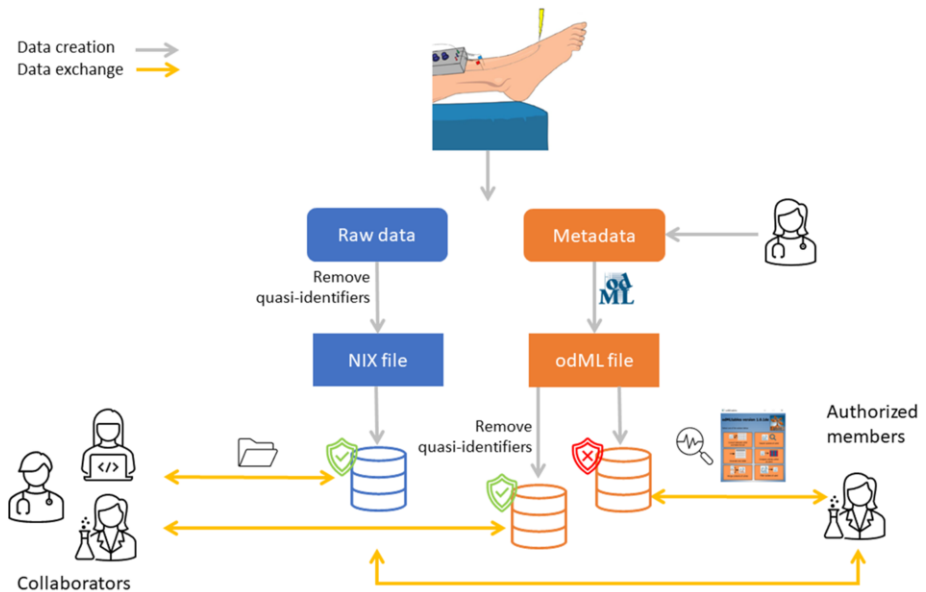 Data creation
Data exchange
Raw data
Metadata
Remove
quasi-identifiers
odML
NIX file
odML file
Remove
quasi-identifiers
Authorized
members
</>
Collaborators